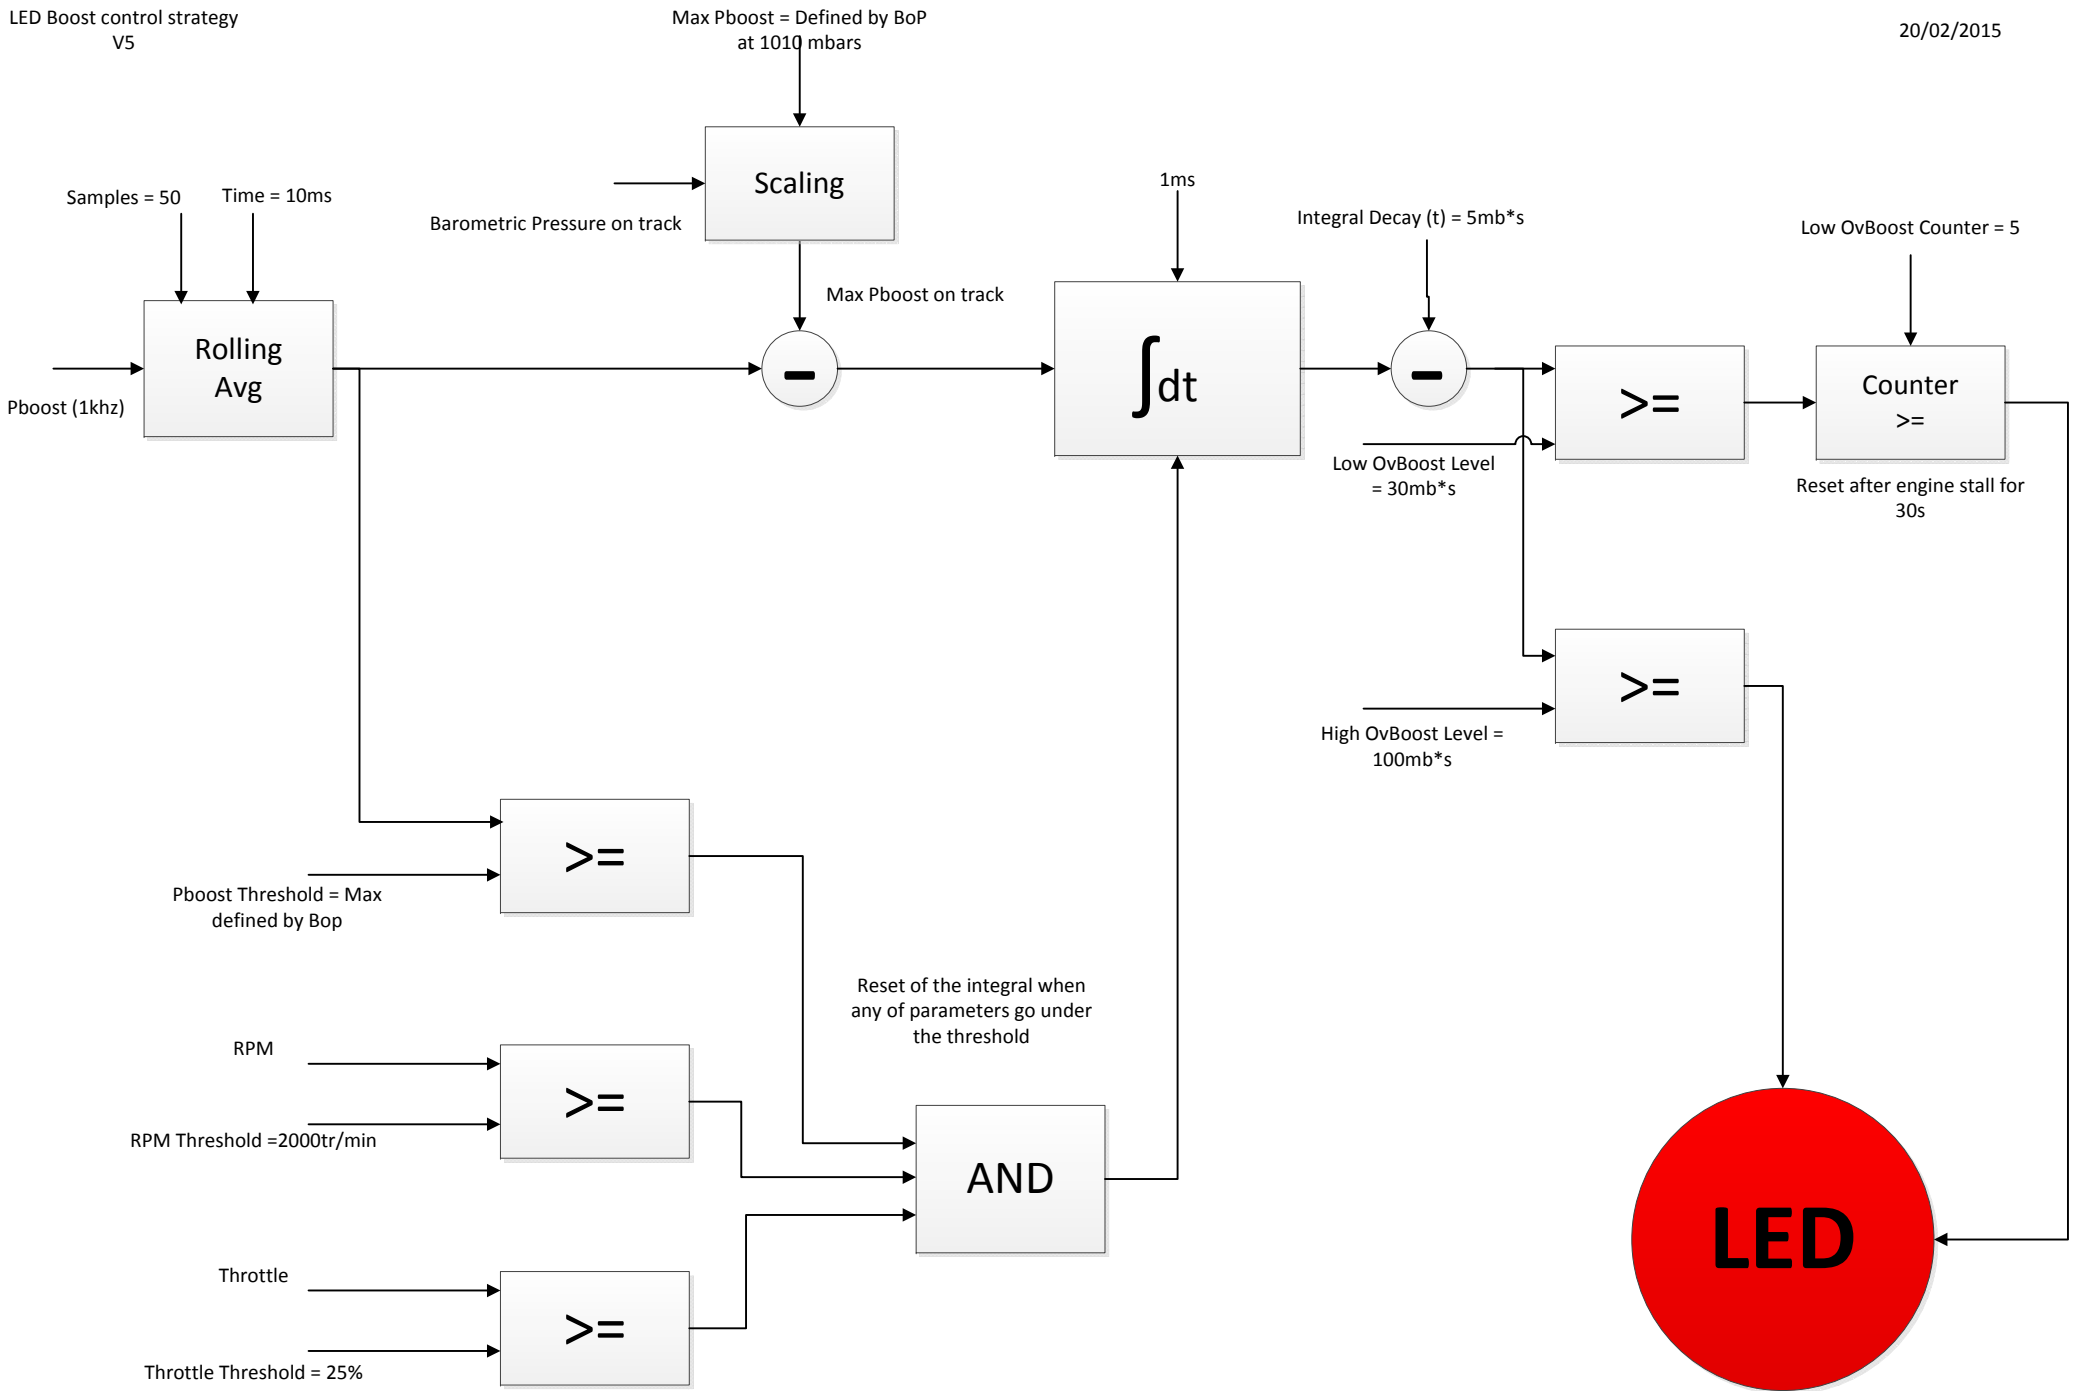 LED Boost control strategy
V5
Max Pboost = Defined by BoP
at 1010 mbars
20/02/2015
Scaling
Samples = 50
Time = 10ms
1ms
Barometric Pressure on track
Integral Decay (t) = 5mb*s
Low OvBoost Counter = 5
Max Pboost on track
Rolling
Avg
Pboost (1khz)
-
∫dt
-
>=
Counter
>=
Low OvBoost Level
= 30mb*s
Reset after engine stall for
30s
>=
High OvBoost Level =
100mb*s
>=
Pboost Threshold = Max
defined by Bop
Reset of the integral when
any of parameters go under
the threshold
RPM
>=
RPM Threshold =2000tr/min
AND
LED
Throttle
>=
Throttle Threshold = 25%